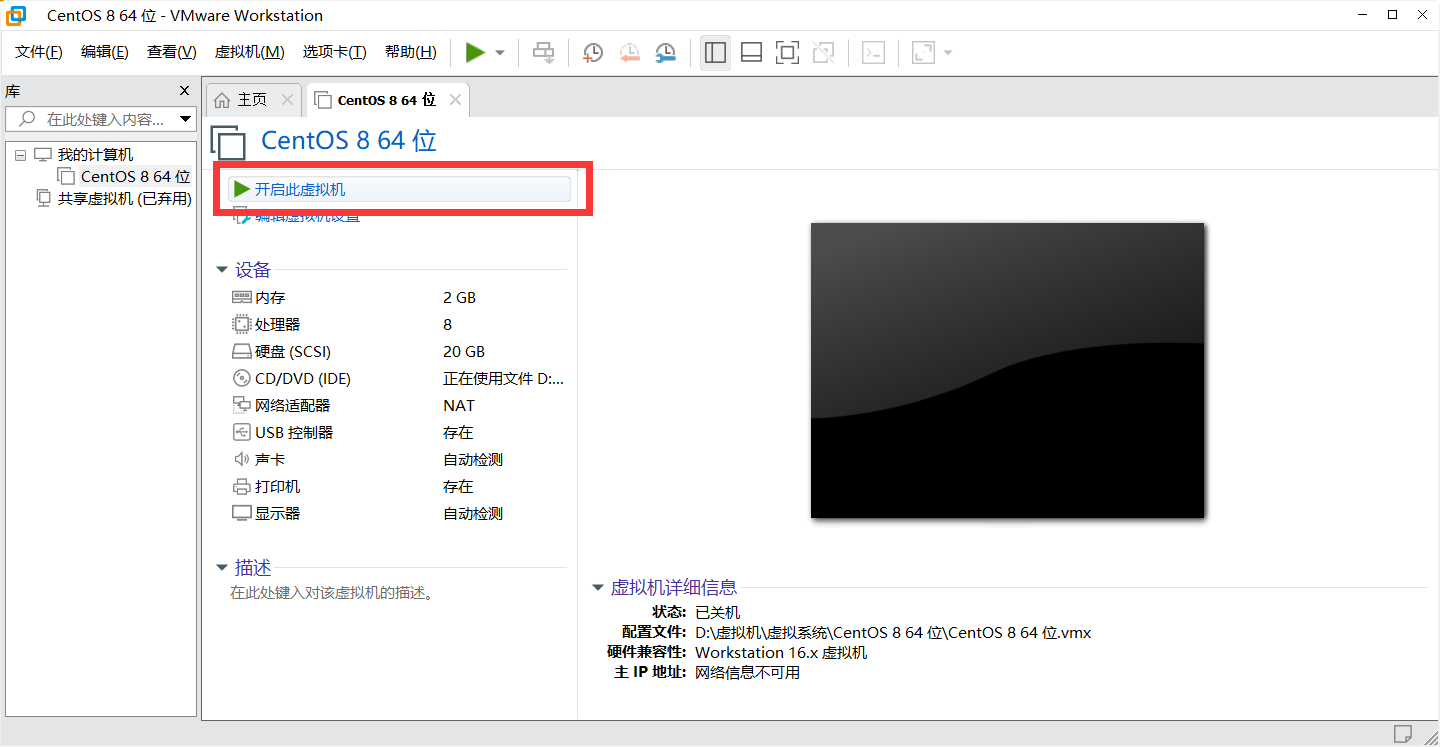 CentOS 8 64 位 - VMware Workstation
文件(F) 编辑(E) 查看(V) 虚拟机(M) 选项卡(T) 帮助(H)
库
主页
CentOS 8 64 位
在此处键入内容...
CentOS 8 64 位
我的计算机
CentOS 8 64 位
共享虚拟机 (已弃用)
开启此虚拟机
编辑虚拟机设置
设备
内存 2 GB
处理器 8
硬盘 (SCSI) 20 GB
CD/DVD (IDE) 正在使用文件 D:...
网络适配器 NAT
USB 控制器 存在
声卡 自动检测
打印机 存在
显示器 自动检测
描述
在此处键入对该虚拟机的描述。
虚拟机详细信息
状态: 已关机
配置文件: D:\虚拟机\虚拟系统\CentOS 8 64 位\CentOS 8 64 位.vmx
硬件兼容性: Workstation 16.x 虚拟机
主 IP 地址: 网络信息不可用